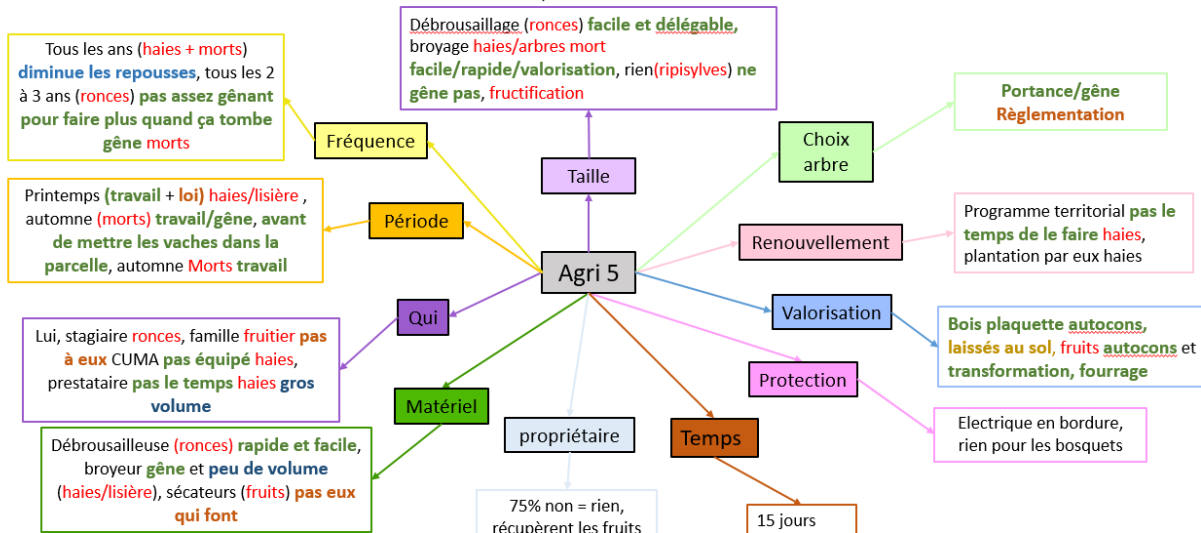 Débrousaillage (ronces) facile et délégable,
broyage haies/arbres mort
facile/rapide/valorisation, rien(ripisylves) ne
gêne pas, fructification
Tous les ans (haies + morts)
diminue les repousses, tous les 2
à 3 ans (ronces) pas assez gênant
pour faire plus quand ça tombe
gêne morts
Fréquence
Taille
Choix
arbre
Portance/gêne
Règlementation
Printemps (travail + loi) haies/lisière ,
automne (morts) travail/gêne, avant
de mettre les vaches dans la
parcelle, automne Morts travail
Période
Agri 5
Renouvellement
Programme territorial pas le
temps de le faire haies,
plantation par eux haies
Qui
Lui, stagiaire ronces, famille fruitier pas
à eux CUMA pas équipé haies,
prestataire pas le temps haies gros
volume
Valorisation
Bois plaquette autocons,
laissés au sol, fruits autocons et
transformation, fourrage
Matériel
Débrousailleuse (ronces) rapide et facile,
broyeur gêne et peu de volume
(haies/lisière), sécateurs (fruits) pas eux
qui font
propriétaire
75% non = rien,
récupèrent les fruits
Temps
15 jours
Protection
Electrique en bordure,
rien pour les bosquets